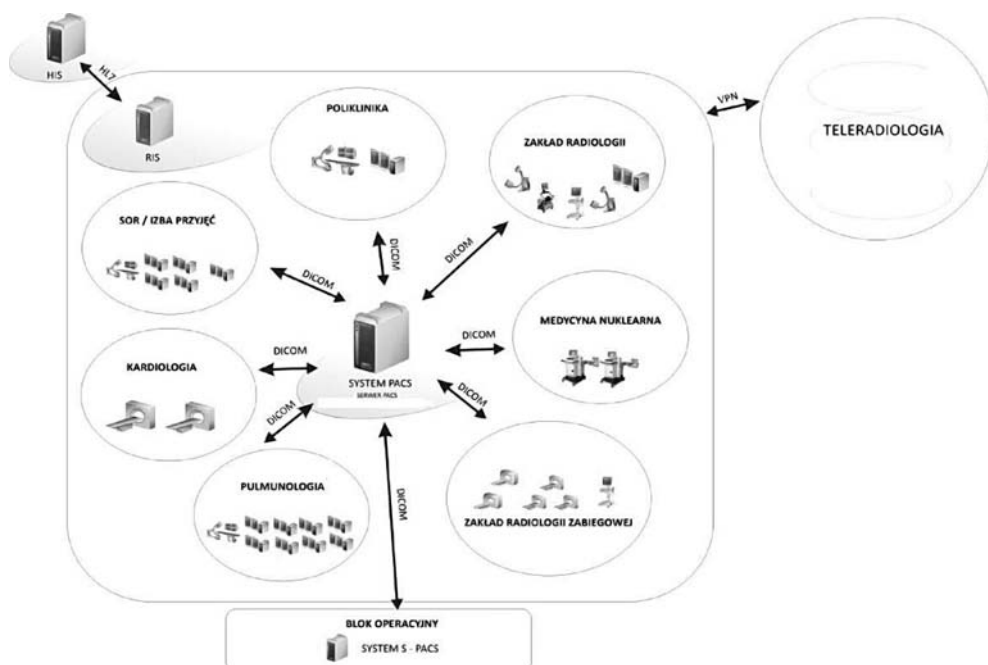 HIS
HL7
RIS
POLIKLINIKA
ZAKŁAD RADIOLOGII
VPN
TELERADIOLOGIA
SOR / IZBA PRZYJĘĆ
DICOM
DICOM
DICOM
MEDYCYNA NUKLEARNA
DICOM
KARDIOLOGIA
DICOM
SYSTEM PACS
SERWER PACS
DICOM
DICOM
PULMUNOLOGIA
DICOM
ZAKŁAD RADIOLOGII ZABIEGOWEJ
BLOK OPERACYJNY
SYSTEM S - PACS